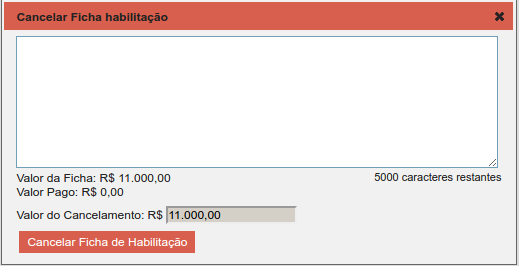 Cancelar Ficha habilitação
Valor da Ficha: R$ 11.000,00
5000 caracteres restantes
Valor Pago: R$ 0,00
Valor do Cancelamento: R$ 11.000,00
Cancelar Ficha de Habilitação